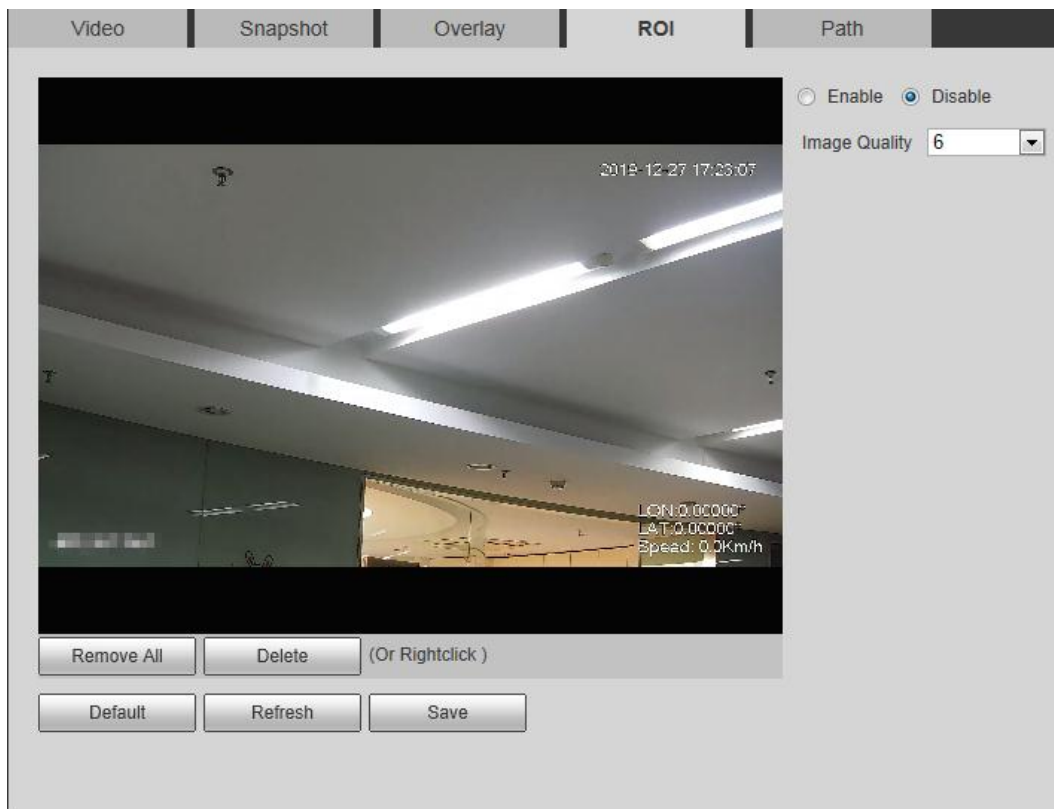 Video
Snapshot
Overlay
ROI
Path
Enable
Disable
Image Quality
6
2019-12-27 17:23:07
LON:0.00000°
LAT:0.00000°
Speed: 0.0Km/h
Remove All
Delete
(Or Rightclick )
Default
Refresh
Save